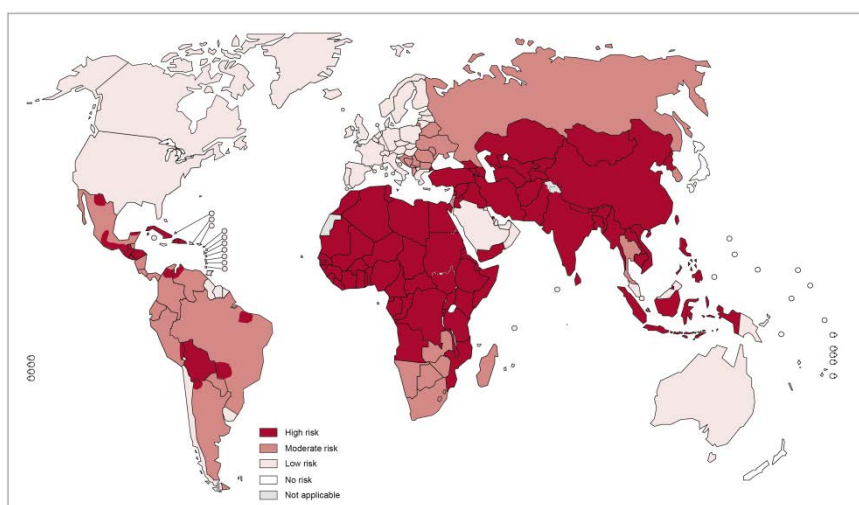 High risk
Moderate risk
Low risk
No risk
Not applicable